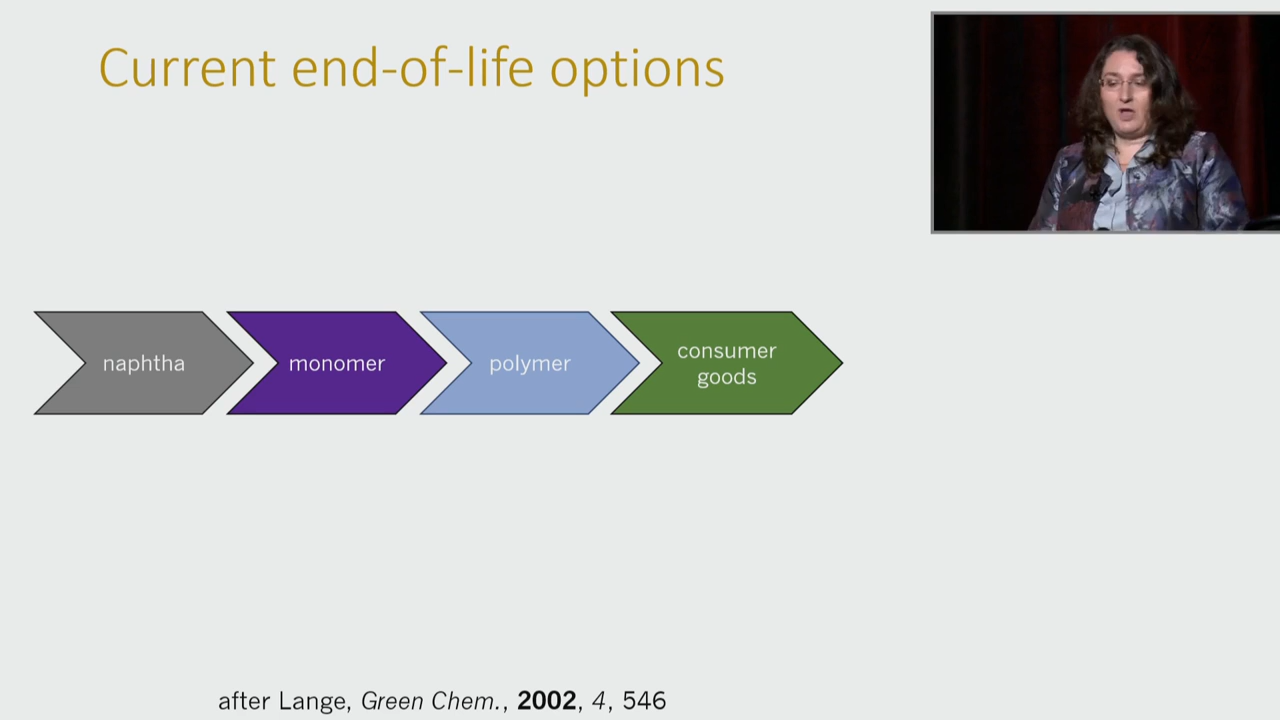 Current end-of-life options
naphtha
monomer
polymer
consumer
goods
after Lange, Green Chem., 2002, 4, 546